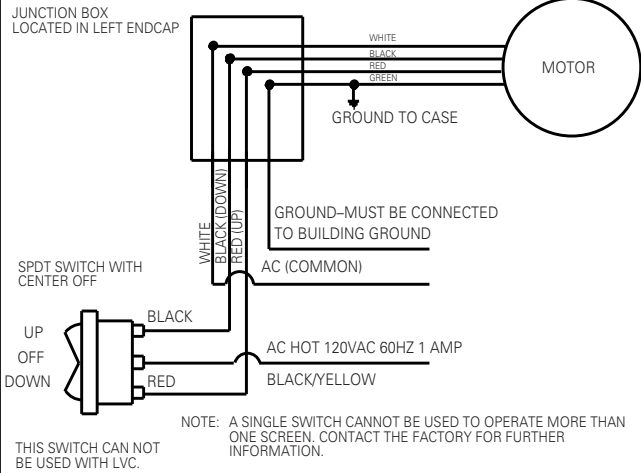 JUNCTION BOX
LOCATED IN LEFT ENDCAP
WHITE
BLACK
RED
GREEN
MOTOR
GROUND TO CASE
WHITE
BLACK (DOWN)
RED (UP)
GROUND–MUST BE CONNECTED
TO BUILDING GROUND
AC (COMMON)
SPDT SWITCH WITH
CENTER OFF
BLACK
UP
OFF
DOWN
AC HOT 120VAC 60HZ 1 AMP
RED
BLACK/YELLOW
NOTE: A SINGLE SWITCH CANNOT BE USED TO OPERATE MORE THAN
ONE SCREEN. CONTACT THE FACTORY FOR FURTHER
INFORMATION.
THIS SWITCH CAN NOT
BE USED WITH LVC.